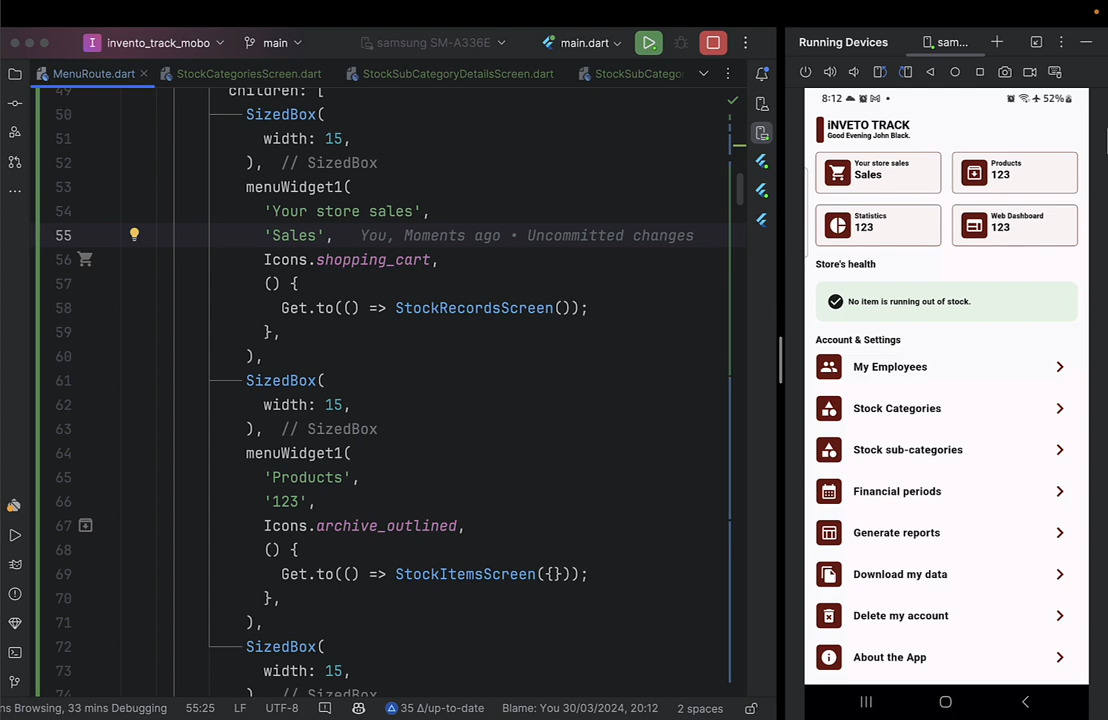 invento_track_mobo
main
samsung SM-A336E
main.dart
Running Devices
sam...
MenuRoute.dart
StockCategoriesScreen.dart
StockSubCategoryDetailsScreen.dart
StockSubCatego
49 children: [
50 SizedBox(
51 width: 15,
52 ), // SizedBox
53 menuWidget1(
54 'Your store sales',
55 'Sales', You, Moments ago • Uncommitted changes
56 Icons.shopping_cart,
57 () {
58 Get.to(() => StockRecordsScreen());
59 },
60 ),
61 SizedBox(
62 width: 15,
63 ), // SizedBox
64 menuWidget1(
65 'Products',
66 '123',
67 Icons.archive_outlined,
68 () {
69 Get.to(() => StockItemsScreen({}));
70 },
71 ),
72 SizedBox(
73 width: 15,
74 ), // SizedBox
ns Browsing, 33 mins Debugging
55:25
LF
UTF-8
35 Δ/up-to-date
Blame: You 30/03/2024, 20:12
2 spaces
8:12
52%
iNVETO TRACK
Good Evening John Black.
Your store sales
Sales
Products
123
Statistics
123
Web Dashboard
123
Store's health
No item is running out of stock.
Account & Settings
My Employees
Stock Categories
Stock sub-categories
Financial periods
Generate reports
Download my data
Delete my account
About the App